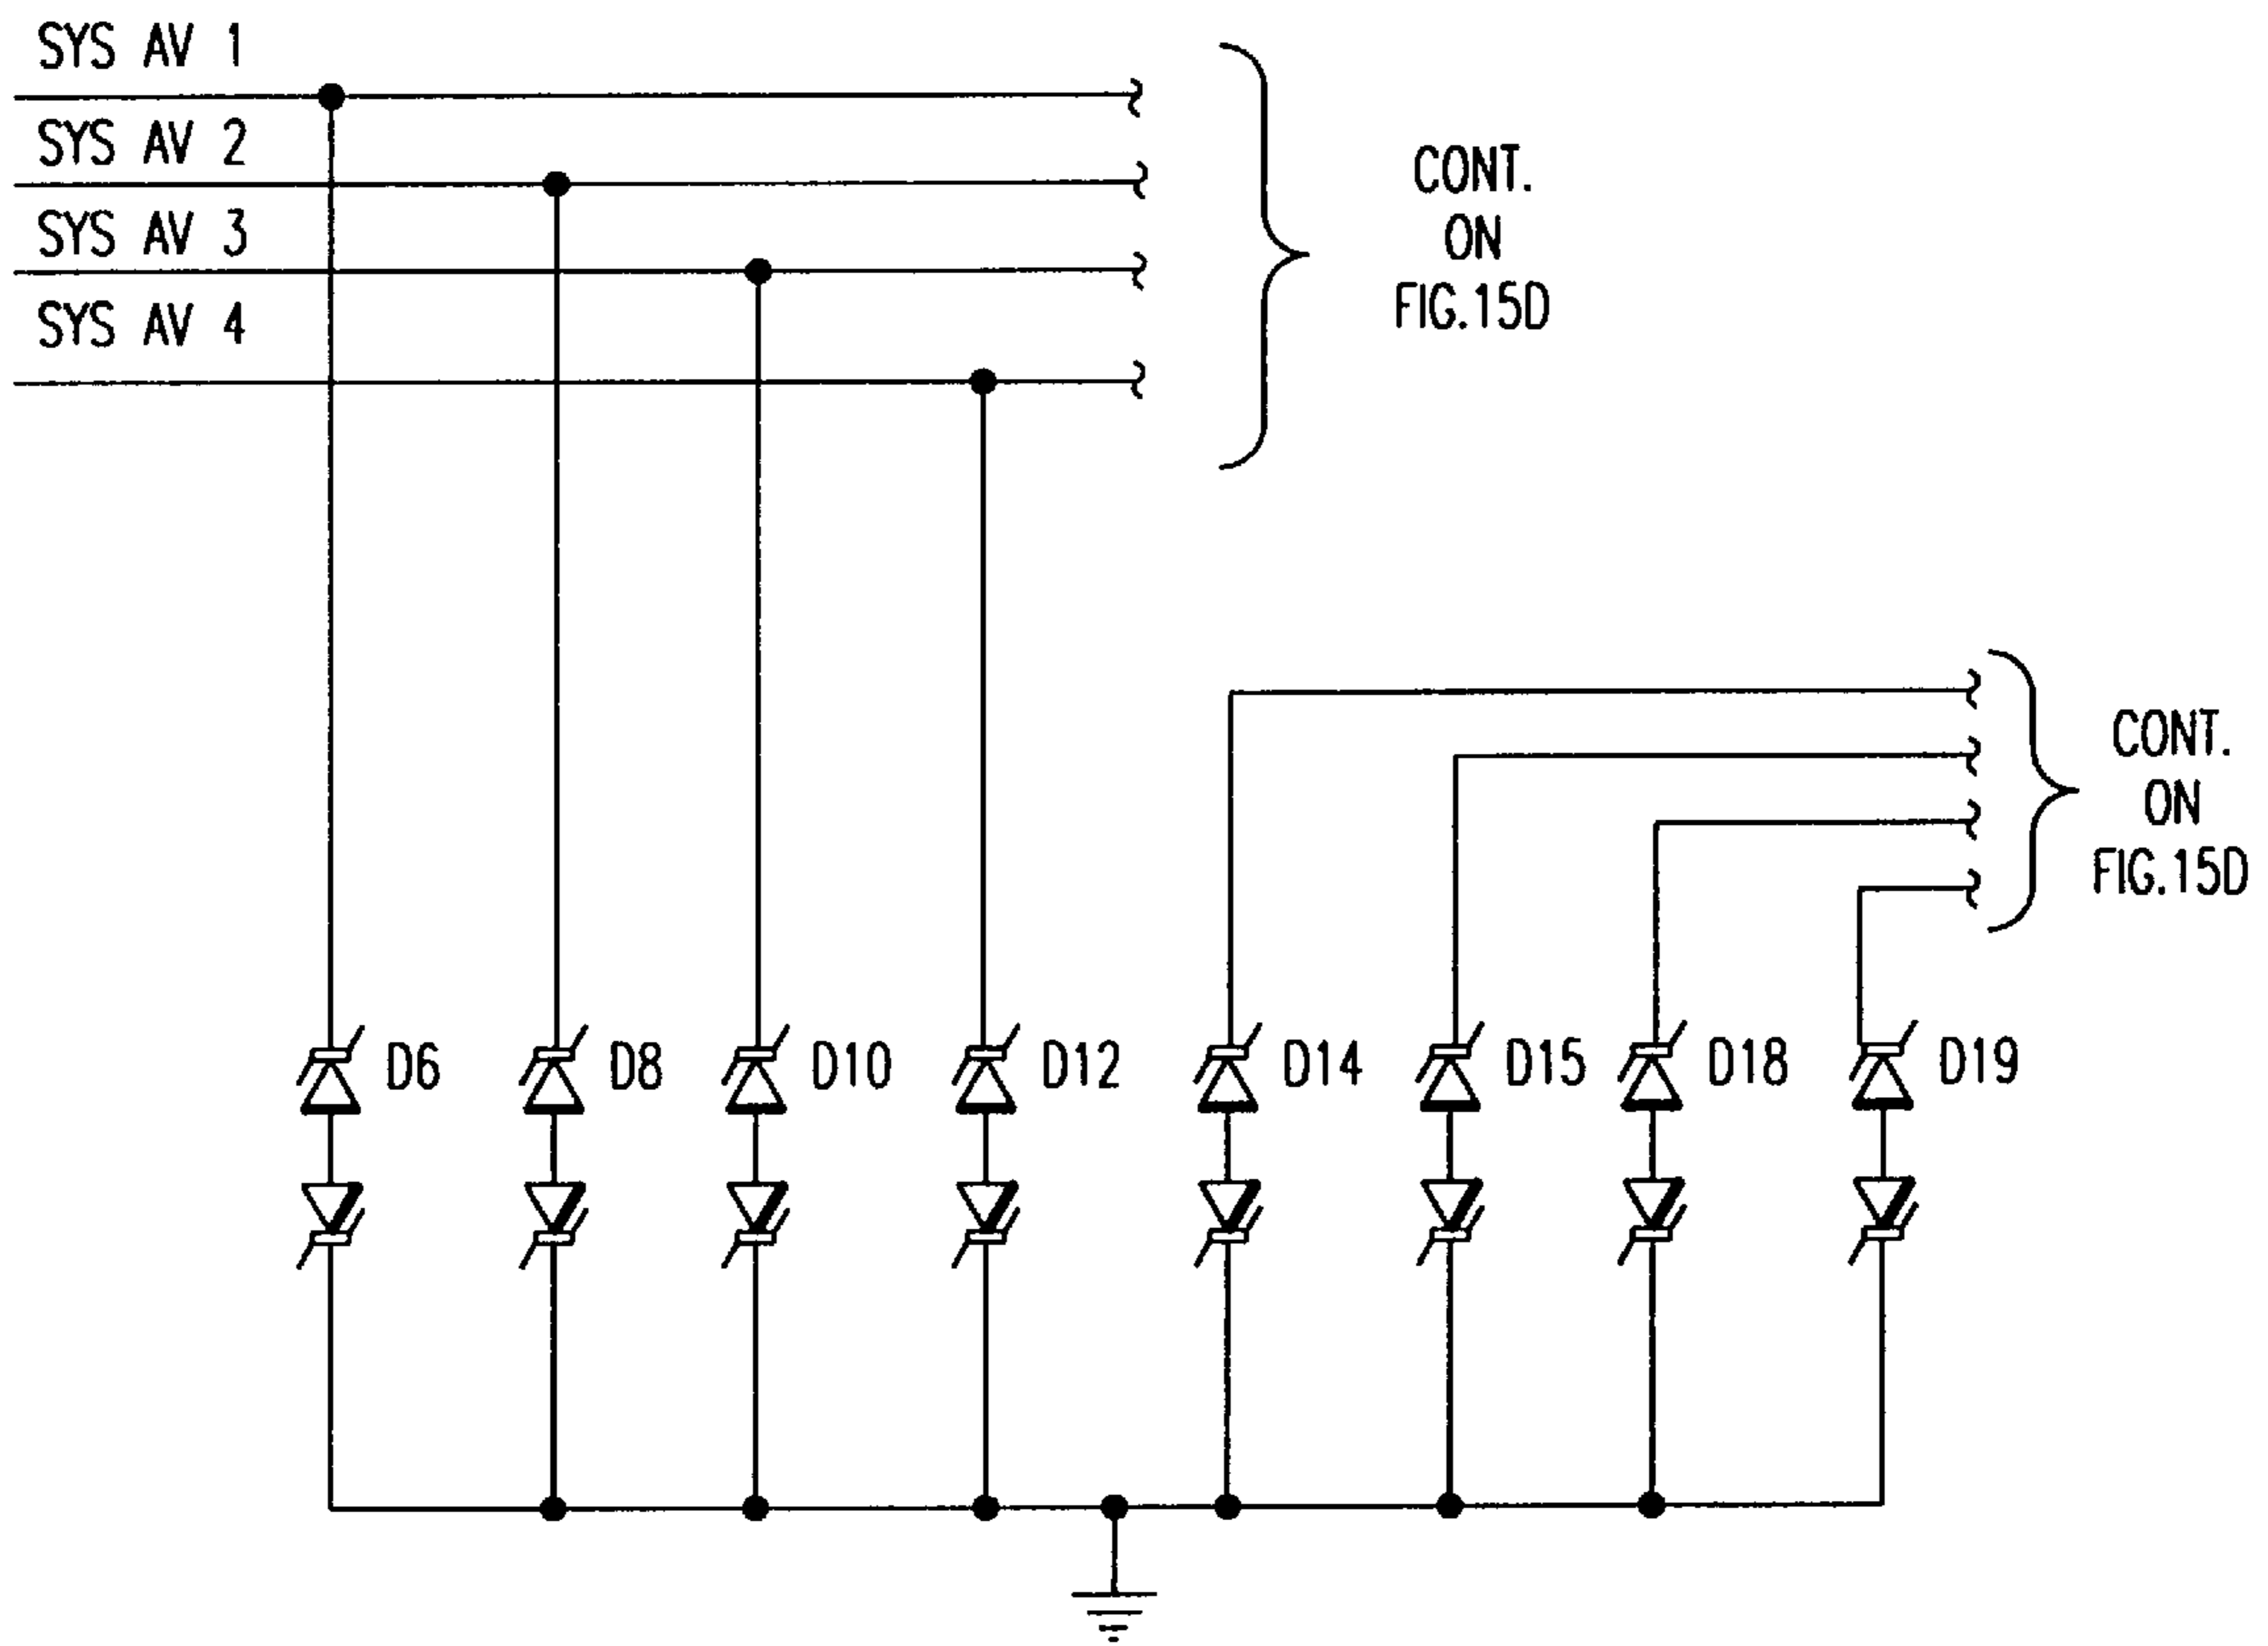 SYS AV 1
SYS AV 2
SYS AV 3
SYS AV 4
CONT.
ON
FIG.15D
CONT.
ON
FIG.15D
D6
D8
D10
D12
D14
D15
D18
D19